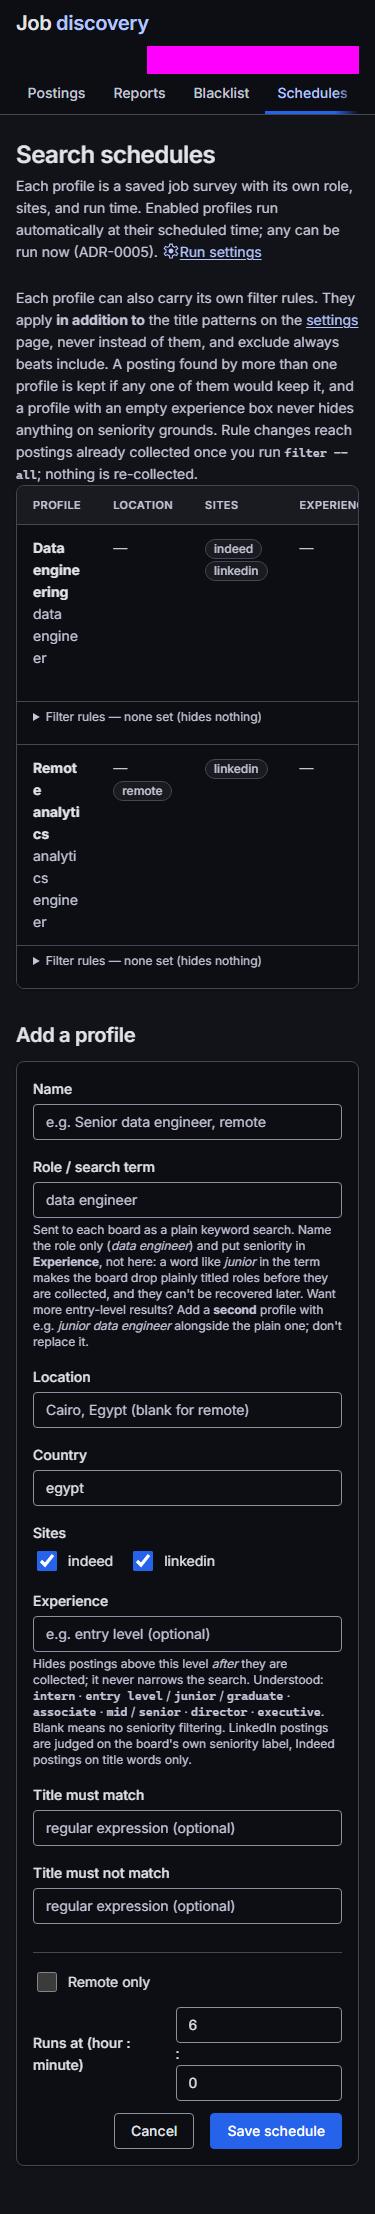 Job discovery
Postings Reports Blacklist Schedules
Search schedules
Each profile is a saved job survey with its own role,
sites, and run time. Enabled profiles run
automatically at their scheduled time; any can be
run now (ADR-0005). Run settings
Each profile can also carry its own filter rules. They
apply in addition to the title patterns on the settings
page, never instead of them, and exclude always
beats include. A posting found by more than one
profile is kept if any one of them would keep it, and
a profile with an empty experience box never hides
anything on seniority grounds. Rule changes reach
postings already collected once you run filter --
all; nothing is re-collected.
PROFILE LOCATION SITES EXPERIENC
Data — indeed —
engine linkedin
ering
data
engine
er
Filter rules — none set (hides nothing)
Remot — linkedin —
e remote
analyti
cs
analyti
cs
engine
er
Filter rules — none set (hides nothing)
Add a profile
Name
e.g. Senior data engineer, remote
Role / search term
data engineer
Sent to each board as a plain keyword search. Name
the role only (data engineer) and put seniority in
Experience, not here: a word like junior in the term
makes the board drop plainly titled roles before they
are collected, and they can't be recovered later. Want
more entry-level results? Add a second profile with
e.g. junior data engineer alongside the plain one; don't
replace it.
Location
Cairo, Egypt (blank for remote)
Country
egypt
Sites
indeed linkedin
Experience
e.g. entry level (optional)
Hides postings above this level after they are
collected; it never narrows the search. Understood:
intern · entry level / junior / graduate ·
associate · mid / senior · director · executive.
Blank means no seniority filtering. LinkedIn postings
are judged on the board's own seniority label, Indeed
postings on title words only.
Title must match
regular expression (optional)
Title must not match
regular expression (optional)
Remote only
Runs at (hour :
minute)
6
:
0
Cancel Save schedule